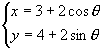 x = 3 + 2 cos θ
y = 4 + 2 sin θ